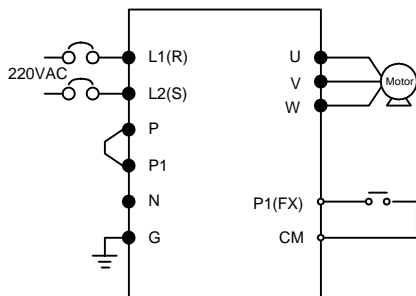 L1(R)
220VAC
L2(S)
P
P1
N
G
U
V
W
Motor
P1(FX)
CM